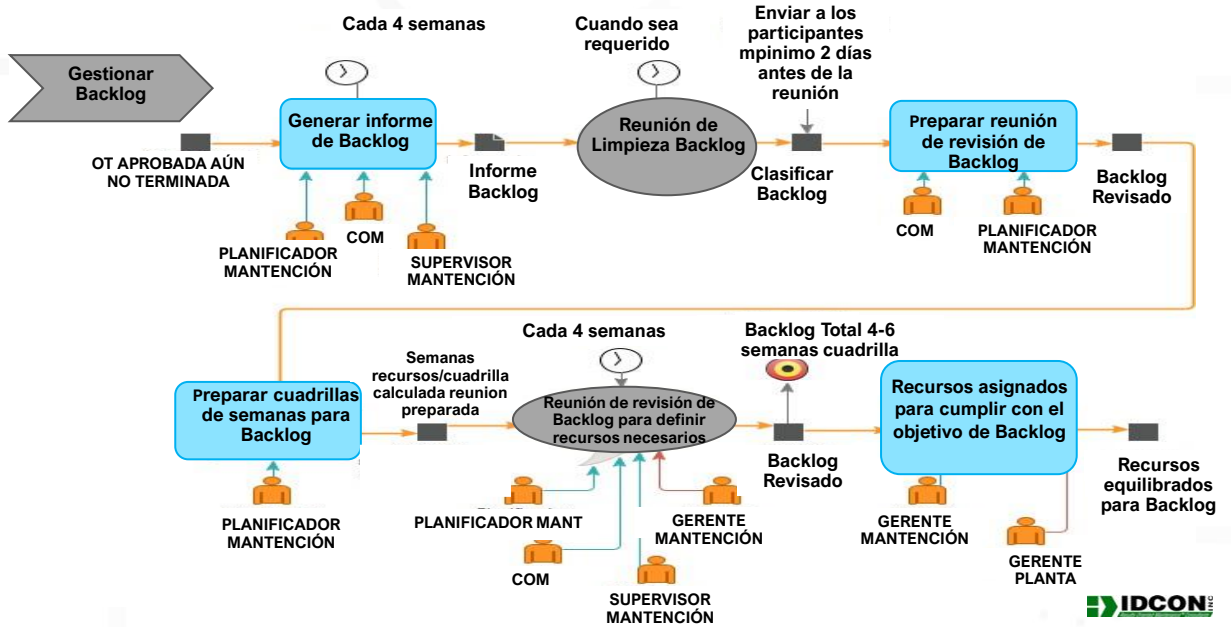 Gestionar
Backlog
Cada 4 semanas
Cuando sea
requerido
Enviar a los
participantes
mpinimo 2 días
antes de la
reunión
OT APROBADA AÚN
NO TERMINADA
Generar informe
de Backlog
Informe
Backlog
Reunión de
Limpieza Backlog
Clasificar
Backlog
Preparar reunión
de revisión de
Backlog
Backlog
Revisado
PLANIFICADOR
MANTENCIÓN
COM
SUPERVISOR
MANTENCIÓN
COM
PLANIFICADOR
MANTENCIÓN
Preparar cuadrillas
de semanas para
Backlog
Semanas
recursos/cuadrilla
calculada reunion
preparada
Cada 4 semanas
Reunión de revisión de
Backlog para definir
recursos necesarios
Backlog Total 4-6
semanas cuadrilla
Backlog
Revisado
Recursos asignados
para cumplir con el
objetivo de Backlog
Recursos
equilibrados
para Backlog
PLANIFICADOR
MANTENCIÓN
PLANIFICADOR MANT
COM
SUPERVISOR
MANTENCIÓN
GERENTE
MANTENCIÓN
GERENTE
MANTENCIÓN
GERENTE
PLANTA
IDCON INC